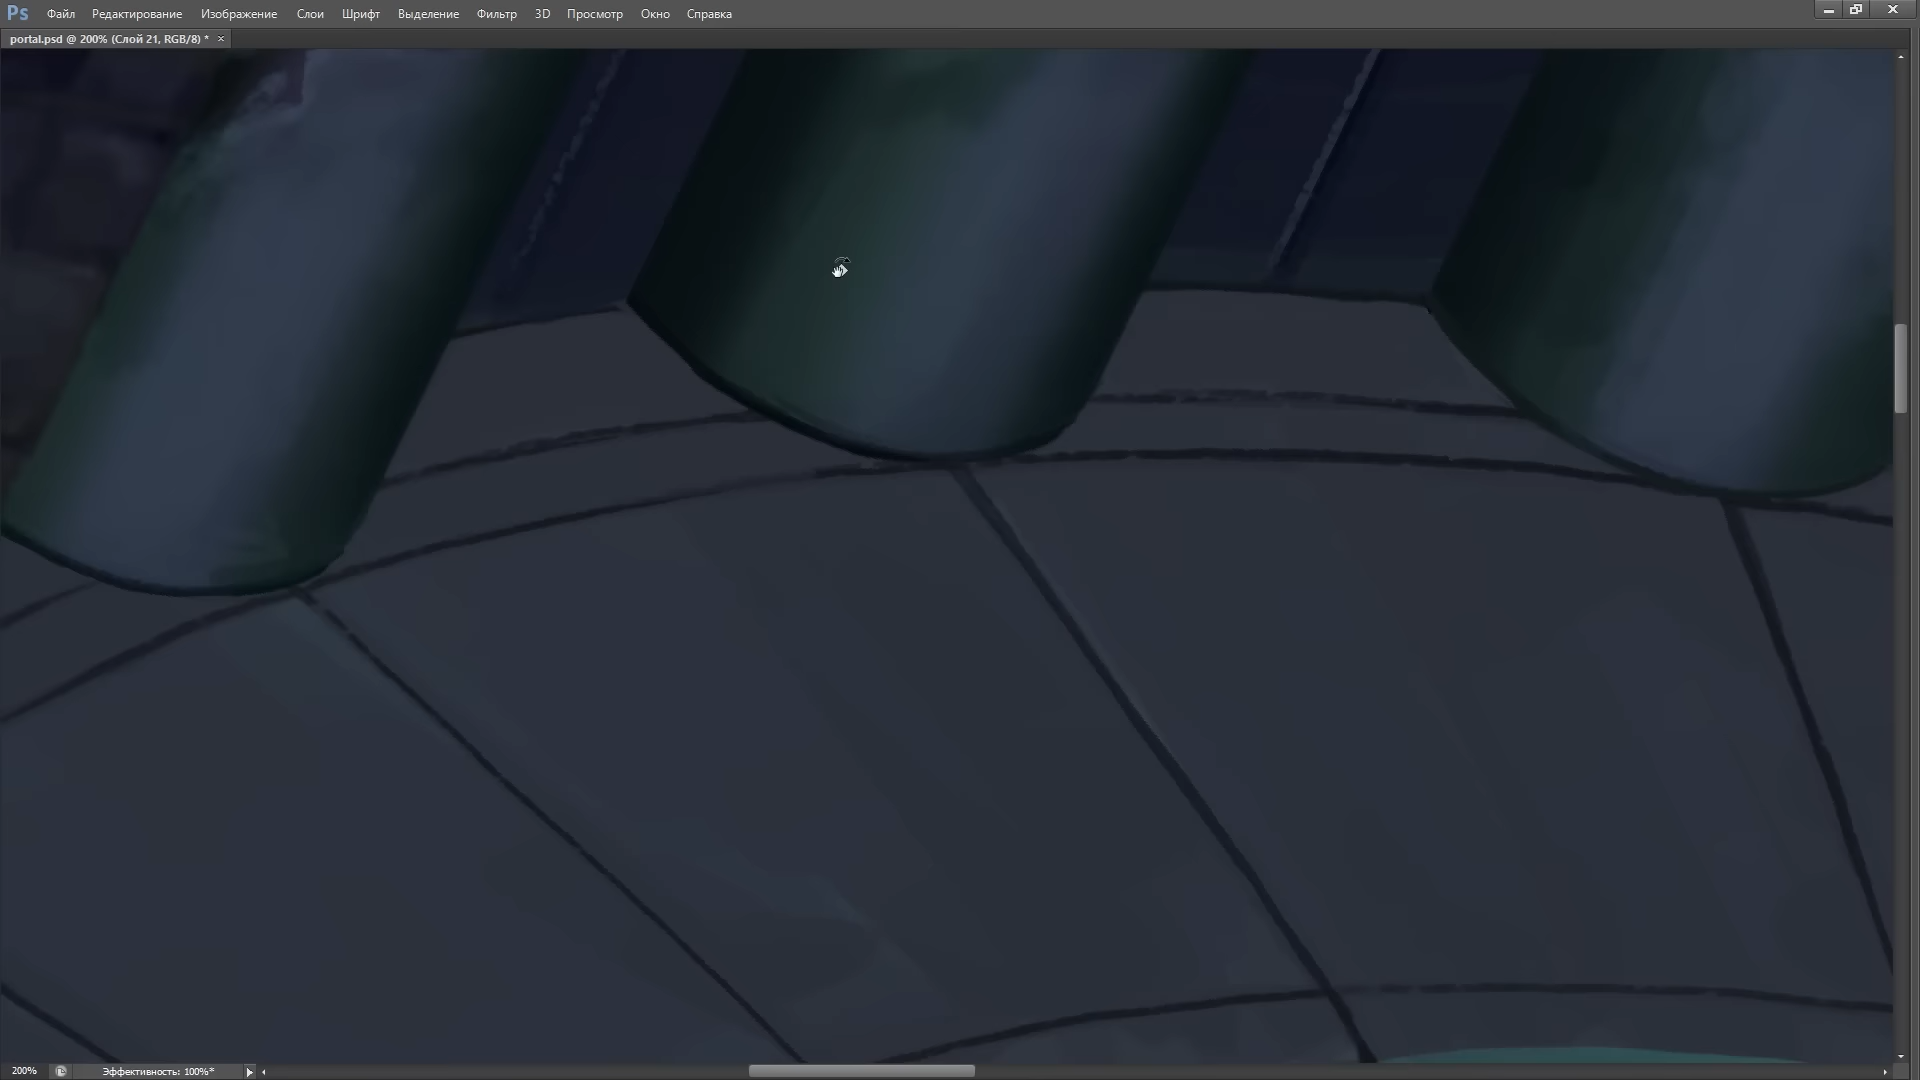 Ps Файл Редактирование Изображение Слои Шрифт Выделение Фильтр 3D Просмотр Окно Справка
portal.psd @ 200% (Слой 21, RGB/8) * ×
200% Эффективность: 100%*